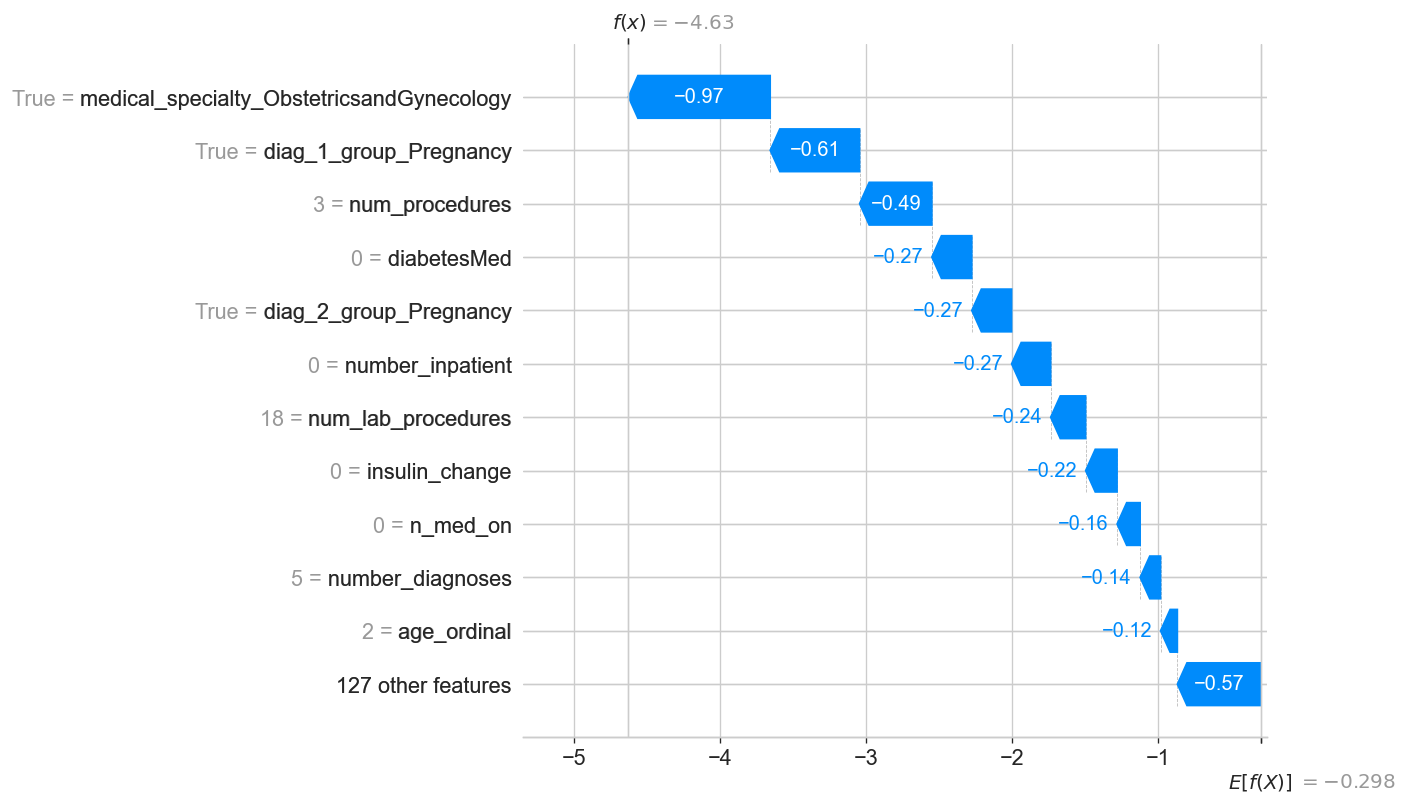 f(x) = −4.63
True = medical_specialty_ObstetricsandGynecology −0.97
True = diag_1_group_Pregnancy −0.61
3 = num_procedures −0.49
0 = diabetesMed −0.27
True = diag_2_group_Pregnancy −0.27
0 = number_inpatient −0.27
18 = num_lab_procedures −0.24
0 = insulin_change −0.22
0 = n_med_on −0.16
5 = number_diagnoses −0.14
2 = age_ordinal −0.12
127 other features −0.57
−5 −4 −3 −2 −1
E[f(X)] = −0.298